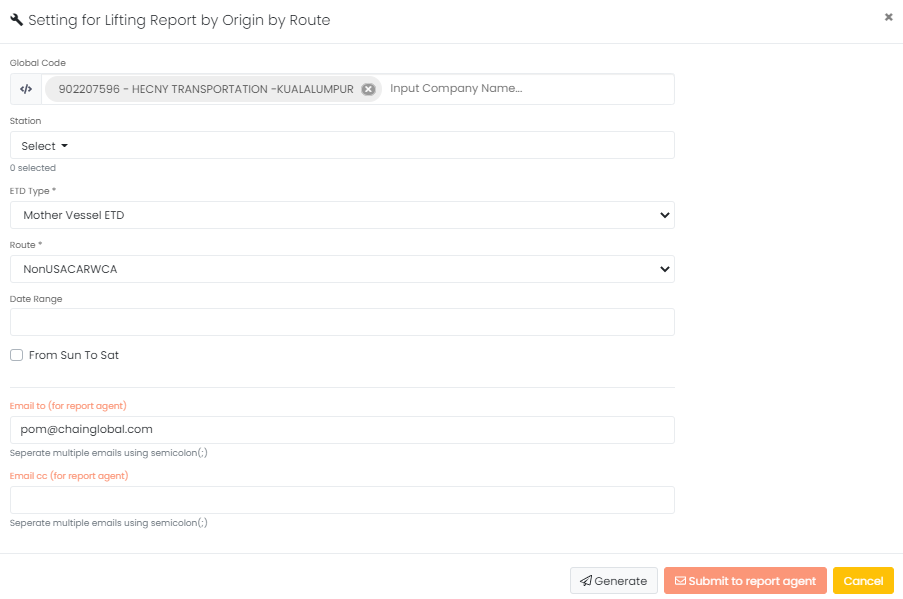 Setting for Lifting Report by Origin by Route
Global Code
902207596 - HECNY TRANSPORTATION -KUALALUMPUR Input Company Name...
Station
Select
0 selected
ETD Type *
Mother Vessel ETD
Route *
NonUSACARWCA
Date Range
From Sun To Sat
Email to (for report agent)
pom@chainglobal.com
Seperate multiple emails using semicolon(;)
Email cc (for report agent)
Seperate multiple emails using semicolon(;)
Generate Submit to report agent Cancel